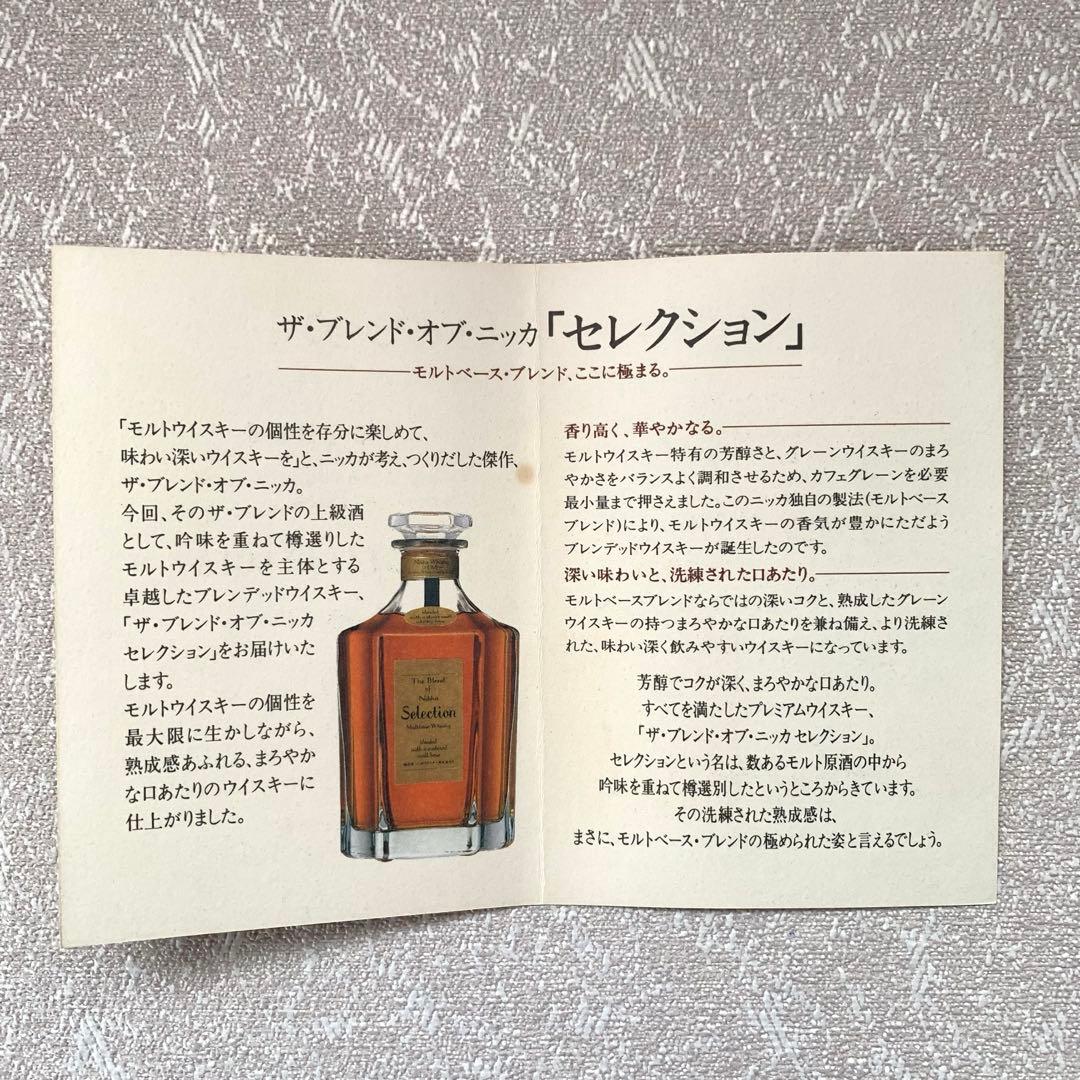 ザ・ブレンド・オブ・ニッカ「セレクション」
モルトベース・ブレンド、ここに極まる。
「モルトウイスキーの個性を存分に楽しめて、
味わい深いウイスキーを」と、ニッカが考え、つくりだした傑作、
ザ・ブレンド・オブ・ニッカ。
今回、そのザ・ブレンドの上級酒
として、吟味を重ねて樽選りした
モルトウイスキーを主体とする
卓越したブレンデッドウイスキー、
「ザ・ブレンド・オブ・ニッカ
セレクション」をお届けいた
します。
モルトウイスキーの個性を
最大限に生かしながら、
熟成感あふれる、まろやか
な口あたりのウイスキーに
仕上がりました。
Nikka Whisky
The Blend
of
Nikka
Selection
Maltbase Whisky
blended
with a natural
malt base
香り高く、華やかなる。
モルトウイスキー特有の芳醇さと、グレーンウイスキーのまろ
やかさをバランスよく調和させるため、カフェグレーンを必要
最小量まで押さえました。このニッカ独自の製法(モルトベース
ブレンド)により、モルトウイスキーの香気が豊かにただよう
ブレンデッドウイスキーが誕生したのです。
深い味わいと、洗練された口あたり。
モルトベースブレンドならではの深いコクと、熟成したグレーン
ウイスキーの持つまろやかな口あたりを兼ね備え、より洗練さ
れた、味わい深く飲みやすいウイスキーになっています。
芳醇でコクが深く、まろやかな口あたり。
すべてを満たしたプレミアムウイスキー、
「ザ・ブレンド・オブ・ニッカ セレクション」。
セレクションという名は、数あるモルト原酒の中から
吟味を重ねて樽選別したというところからきています。
その洗練された熟成感は、
まさに、モルトベース・ブレンドの極められた姿と言えるでしょう。